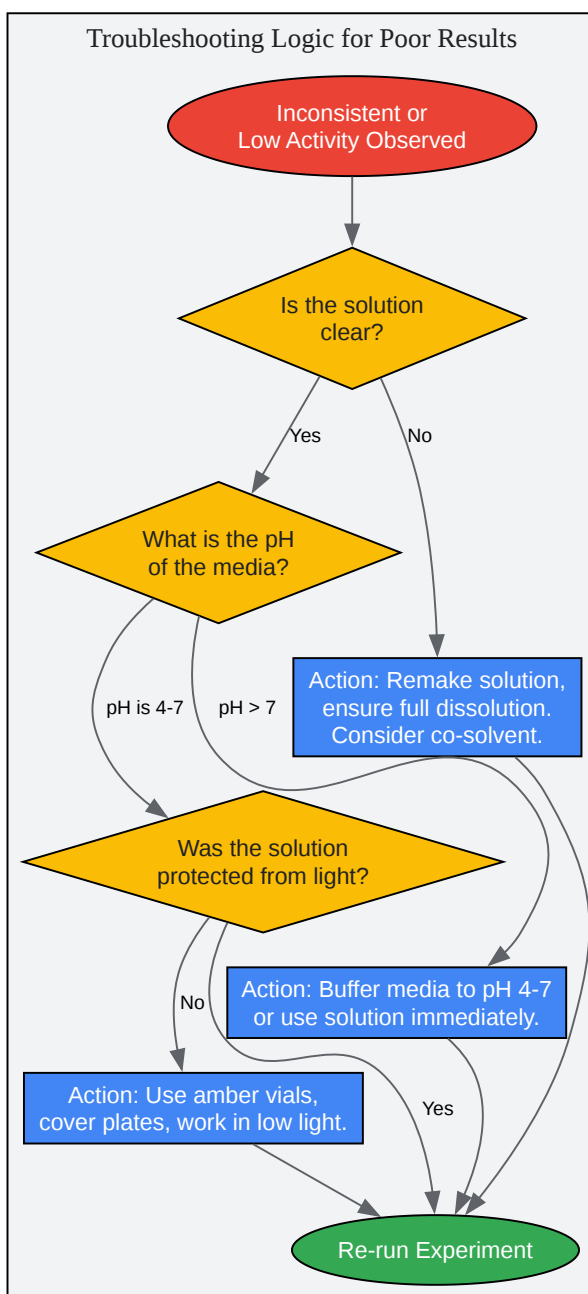 Troubleshooting Logic for Poor Results
Inconsistent or
Low Activity Observed
Is the solution
clear?
Yes
No
What is the pH
of the media?
pH is 4-7
pH > 7
Action: Remake solution,
ensure full dissolution.
Consider co-solvent.
Was the solution
protected from light?
No
Action: Buffer media to pH 4-7
or use solution immediately.
Action: Use amber vials,
cover plates, work in low light.
Yes
Re-run Experiment